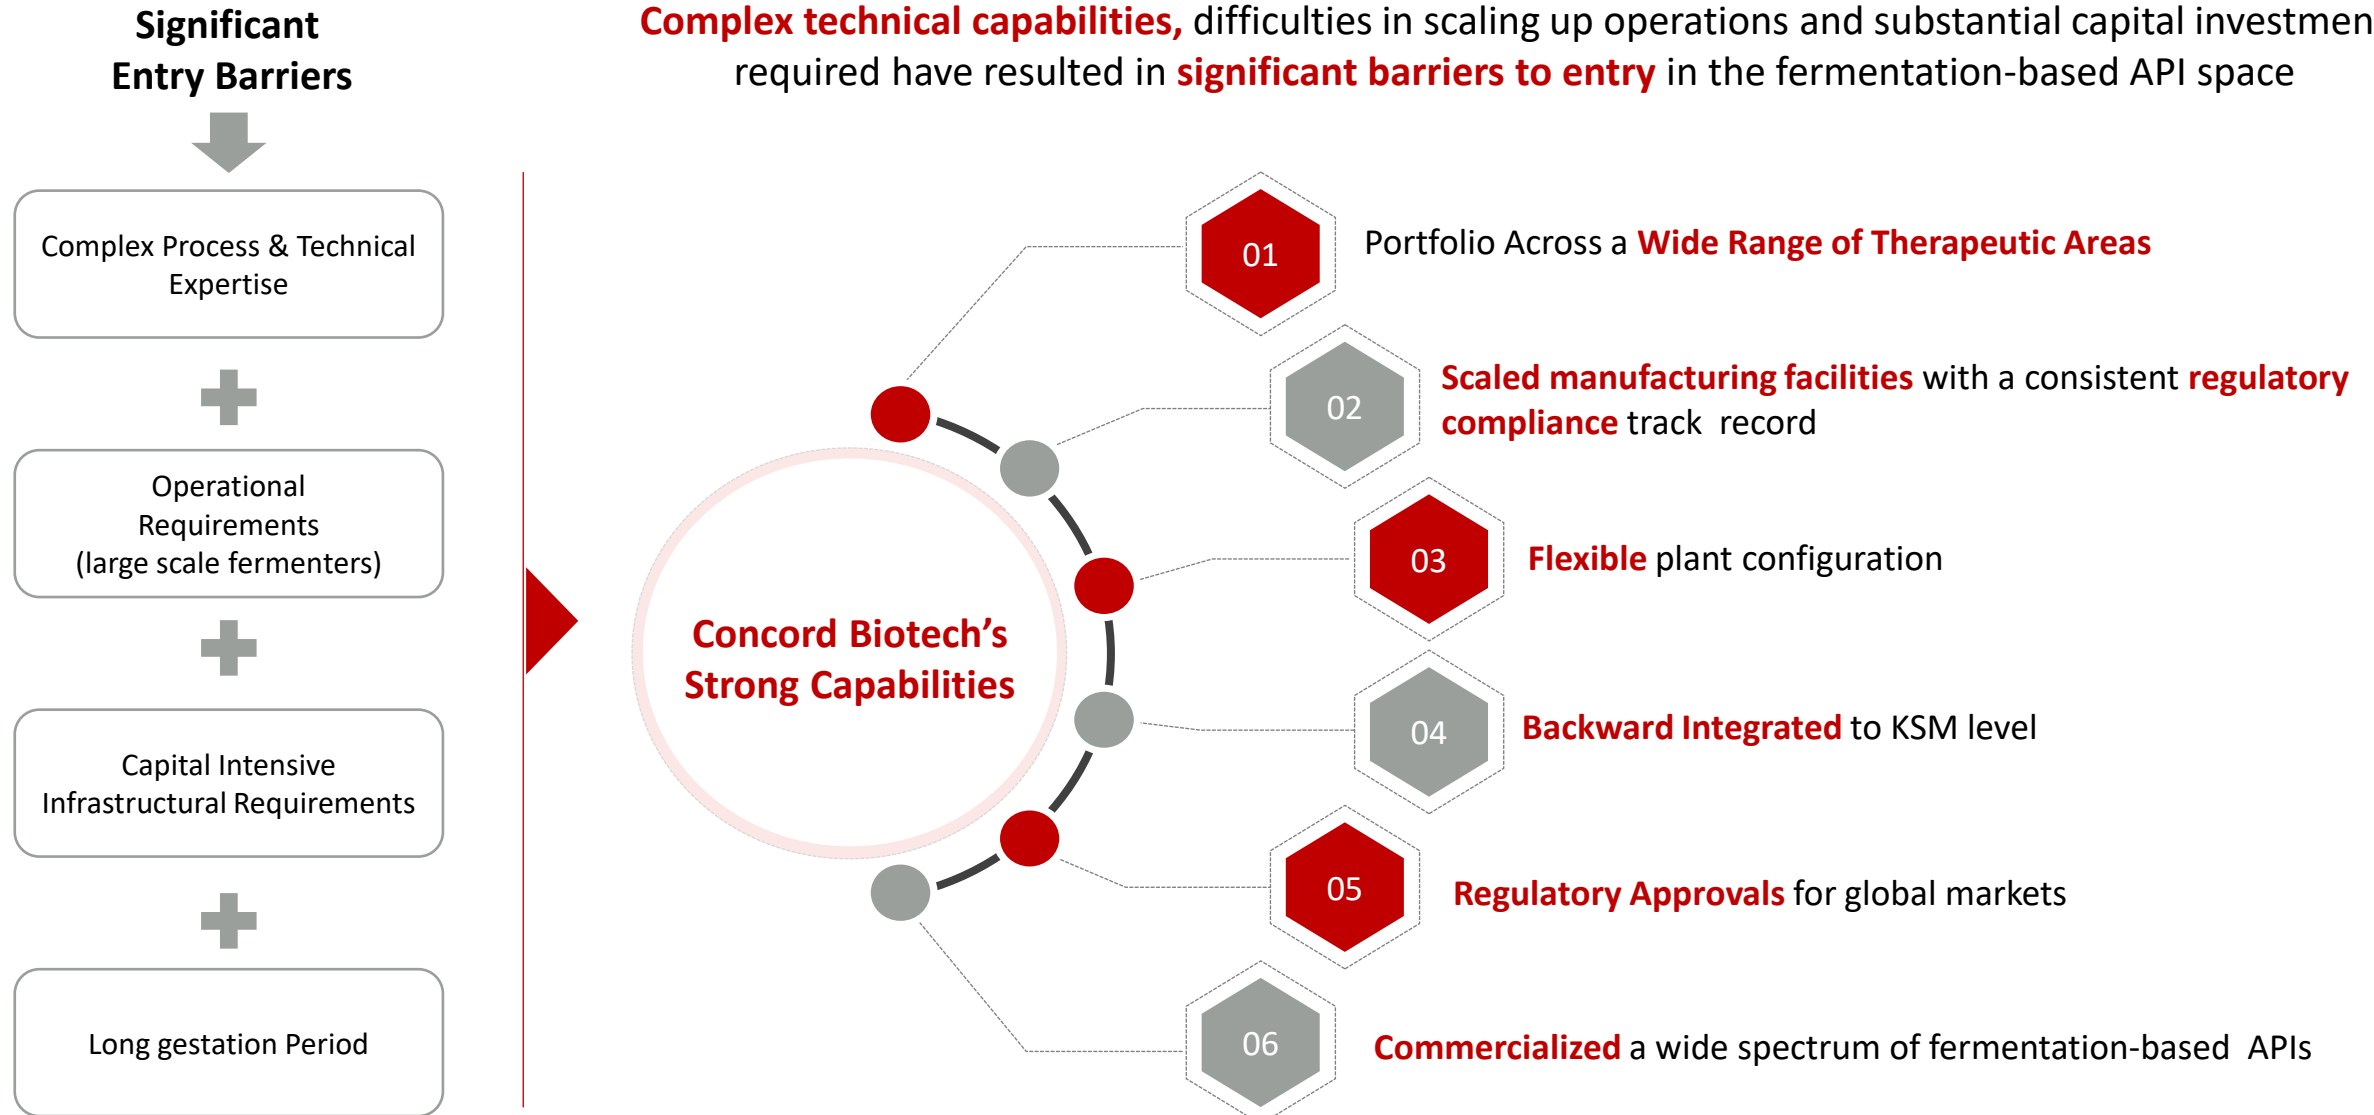 Significant
Entry Barriers
Complex Process & Technical
Expertise
Operational
Requirements
(large scale fermenters)
Capital Intensive
Infrastructural Requirements
Long gestation Period
Complex technical capabilities, difficulties in scaling up operations and substantial capital investmen
required have resulted in significant barriers to entry in the fermentation-based API space
Concord Biotech’s
Strong Capabilities
01
Portfolio Across a Wide Range of Therapeutic Areas
02
Scaled manufacturing facilities with a consistent regulatory
compliance track record
03
Flexible plant configuration
04
Backward Integrated to KSM level
05
Regulatory Approvals for global markets
06
Commercialized a wide spectrum of fermentation-based APIs